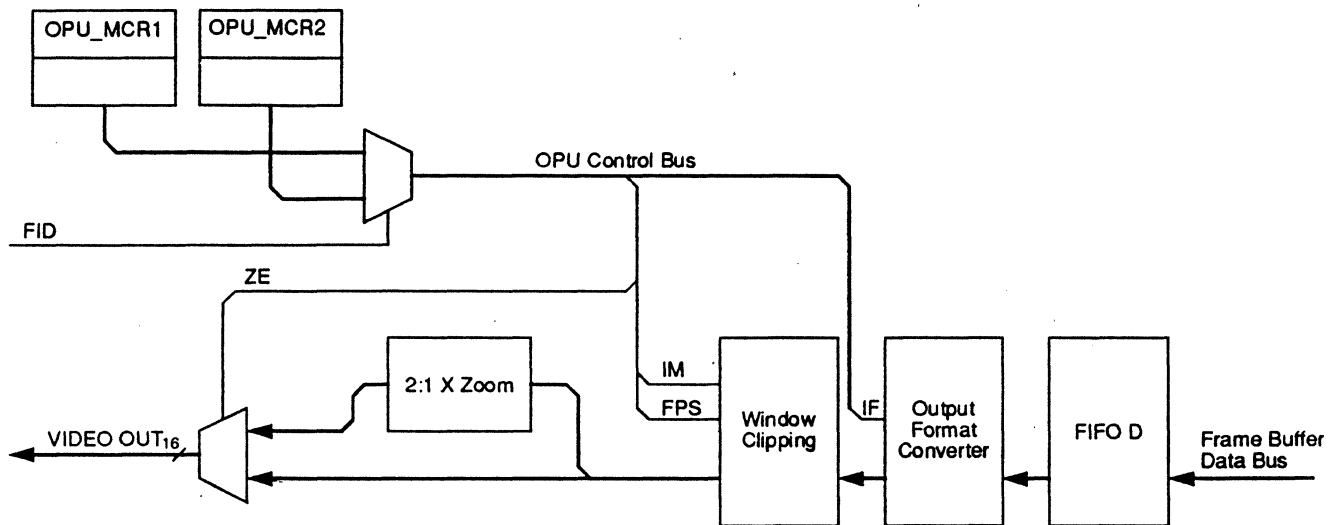 OPU_MCR1
OPU_MCR2
OPU Control Bus
FID
ZE
2:1 X Zoom
IM
FPS
Window
Clipping
IF
Output
Format
Converter
FIFO D
Frame Buffer
Data Bus
VIDEO OUT16